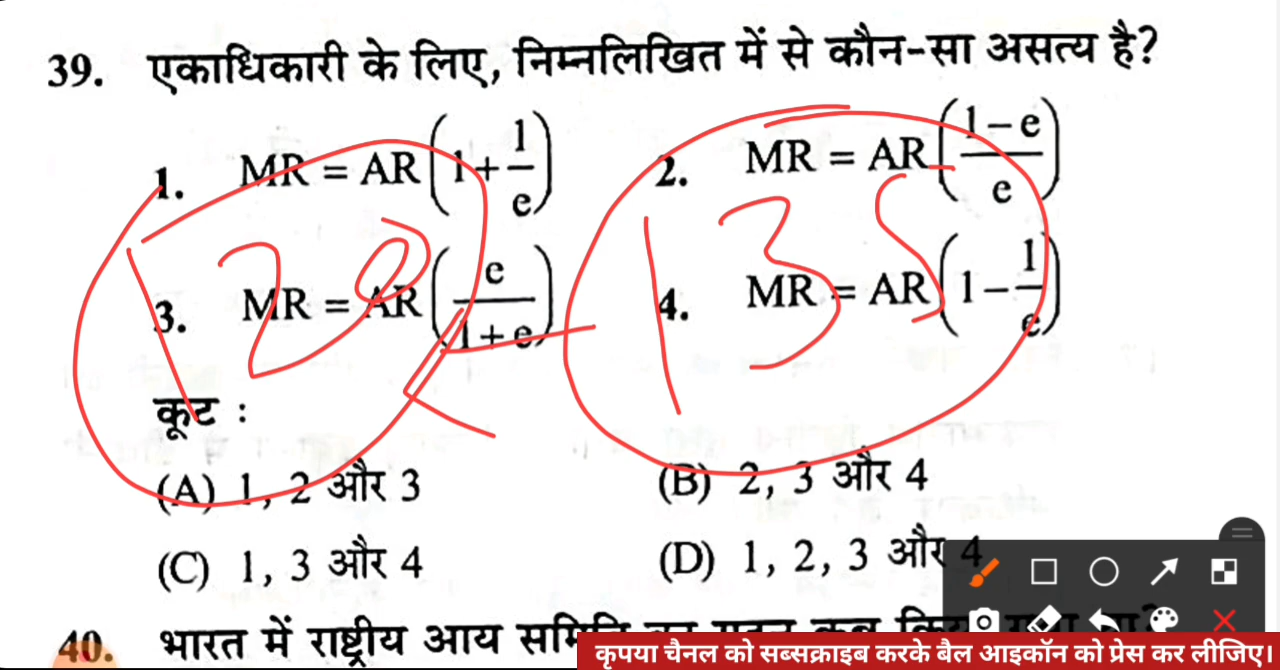 39. एकाधिकारी के लिए, निम्नलिखित में से कौन-सा असत्य है?
1. MR = AR(1+1/e) 2. MR = AR(1-e/e)
3. MR = AR(e/1+e) 4. MR = AR(1-1/e)
120 135
कूट :
(A) 1, 2 और 3 (B) 2, 3 और 4
(C) 1, 3 और 4 (D) 1, 2, 3 और 4
40. भारत में राष्ट्रीय आय
कृपया चैनल को सब्सक्राइब करके बैल आइकॉन को प्रेस कर लीजिए।